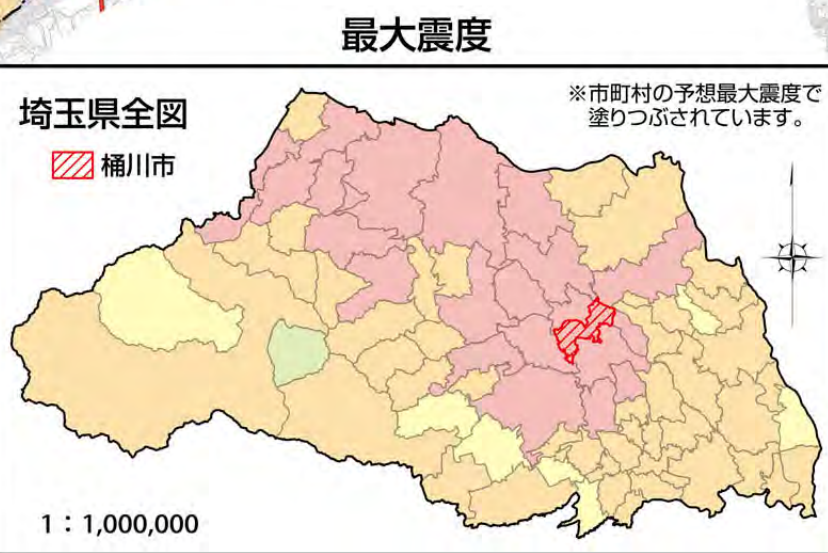 最大震度
埼玉県全図
※市町村の予想最大震度で
塗りつぶされています。
桶川市
1：1,000,000